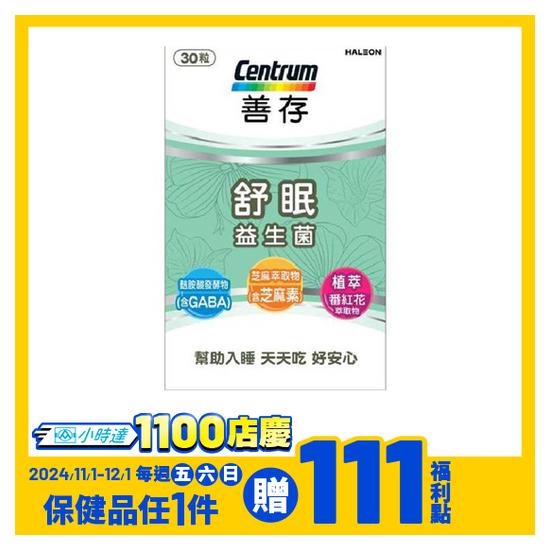 30粒
HALEON
Centrum
善存
舒眠
益生菌
麩胺酸發酵物
(含GABA)
芝麻萃取物
(含芝麻素)
植萃
番紅花
萃取物
幫助入睡 天天吃 好安心
小時達
1100店慶
2024/11/1-12/1 每週五六日
保健品任1件
贈
111
福利點